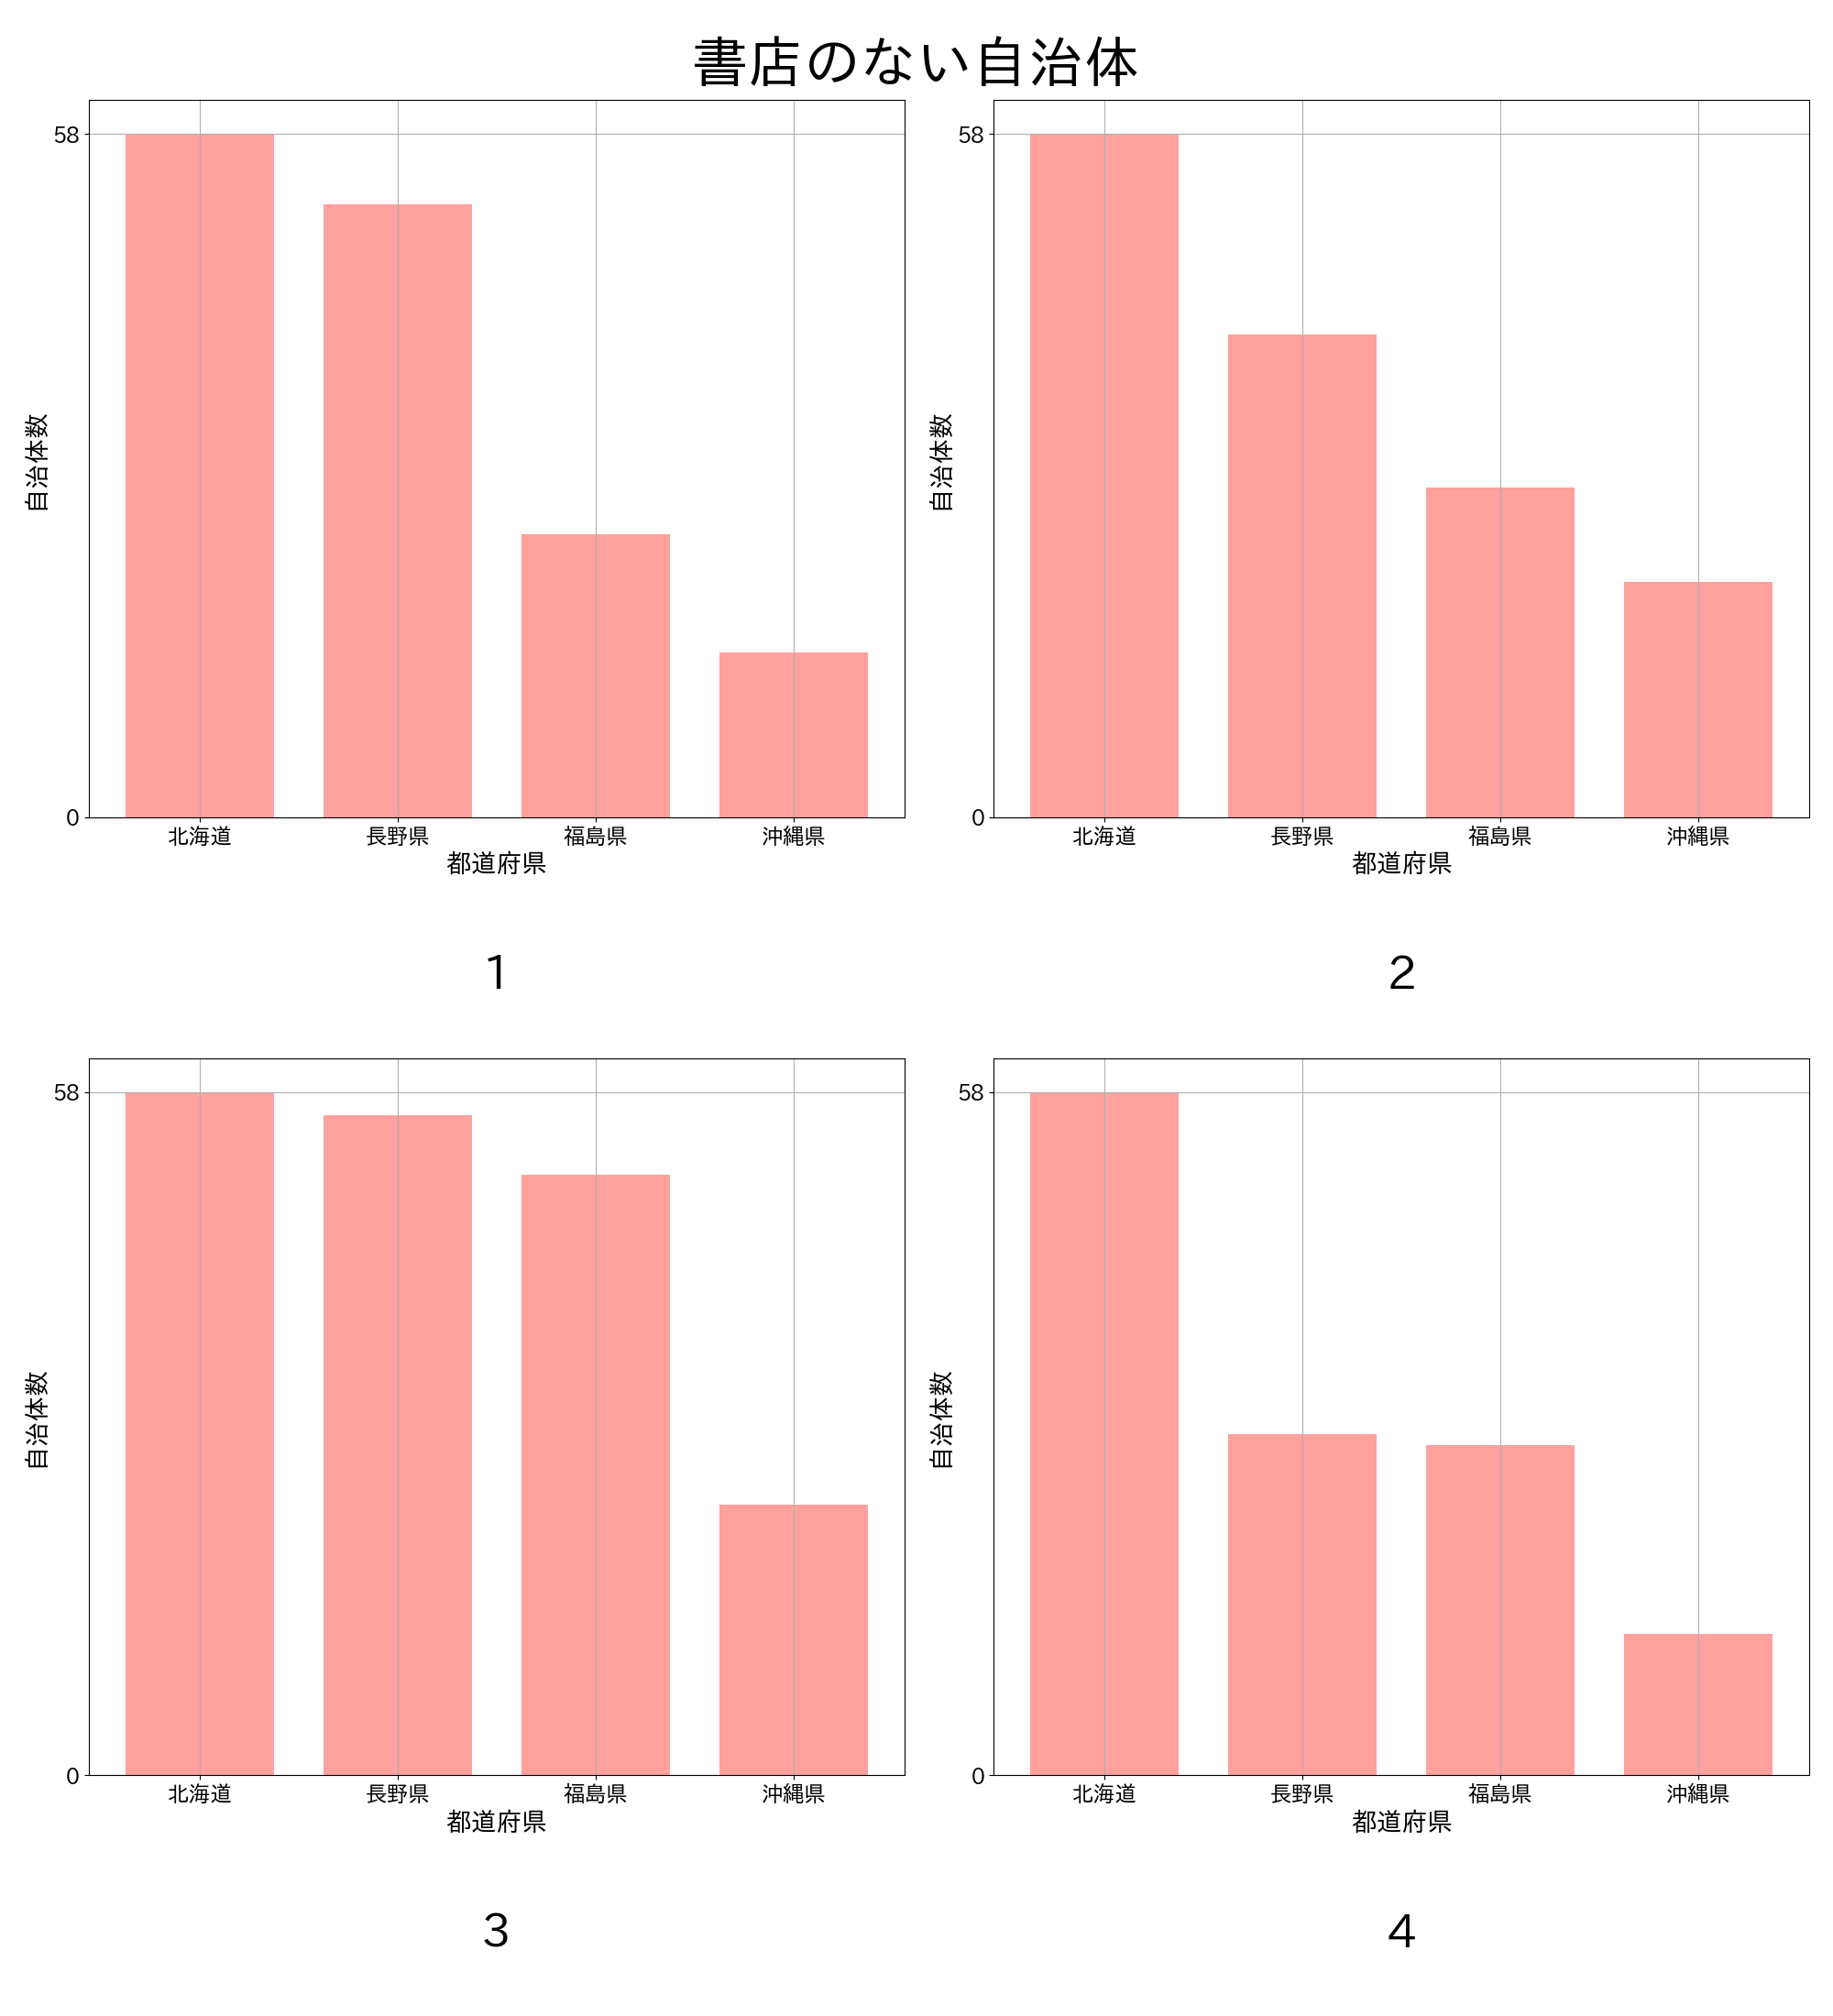 書店のない自治体
58
0
自治体数
北海道 長野県 福島県 沖縄県
都道府県
1
58
0
自治体数
北海道 長野県 福島県 沖縄県
都道府県
2
58
0
自治体数
北海道 長野県 福島県 沖縄県
都道府県
3
58
0
自治体数
北海道 長野県 福島県 沖縄県
都道府県
4